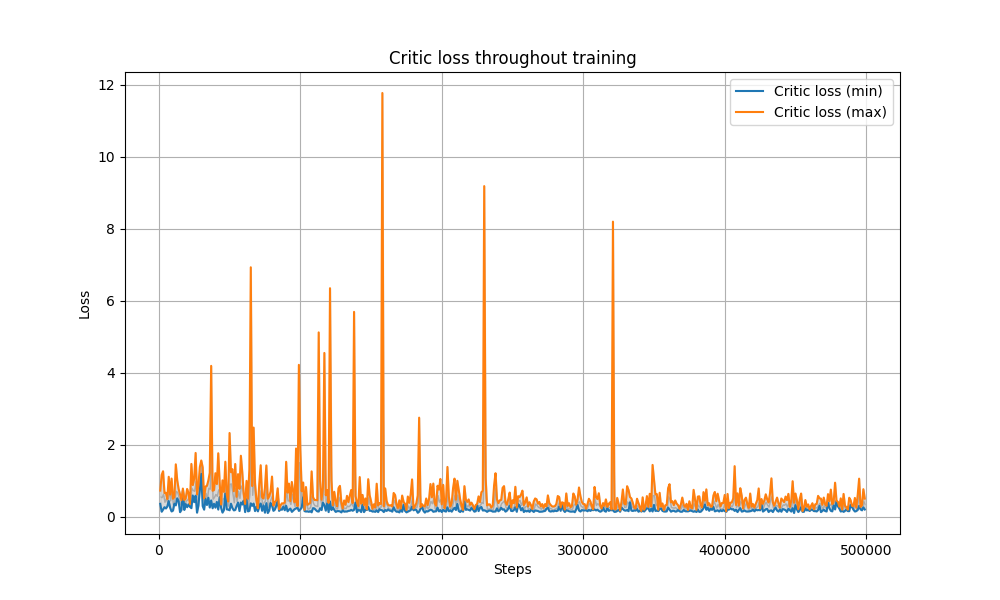 Critic loss throughout training
Critic loss (min)
Critic loss (max)
12
10
8
6
4
2
0
Loss
0 100000 200000 300000 400000 500000
Steps